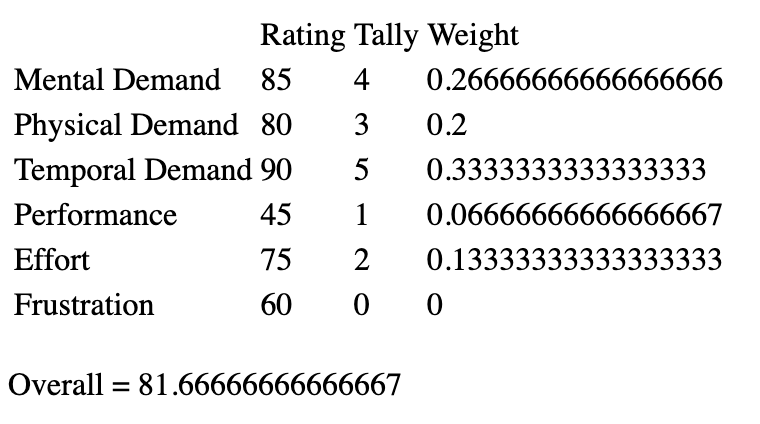 Rating Tally Weight
Mental Demand 85 4 0.26666666666666666
Physical Demand 80 3 0.2
Temporal Demand 90 5 0.3333333333333333
Performance 45 1 0.06666666666666667
Effort 75 2 0.13333333333333333
Frustration 60 0 0
Overall = 81.66666666666667